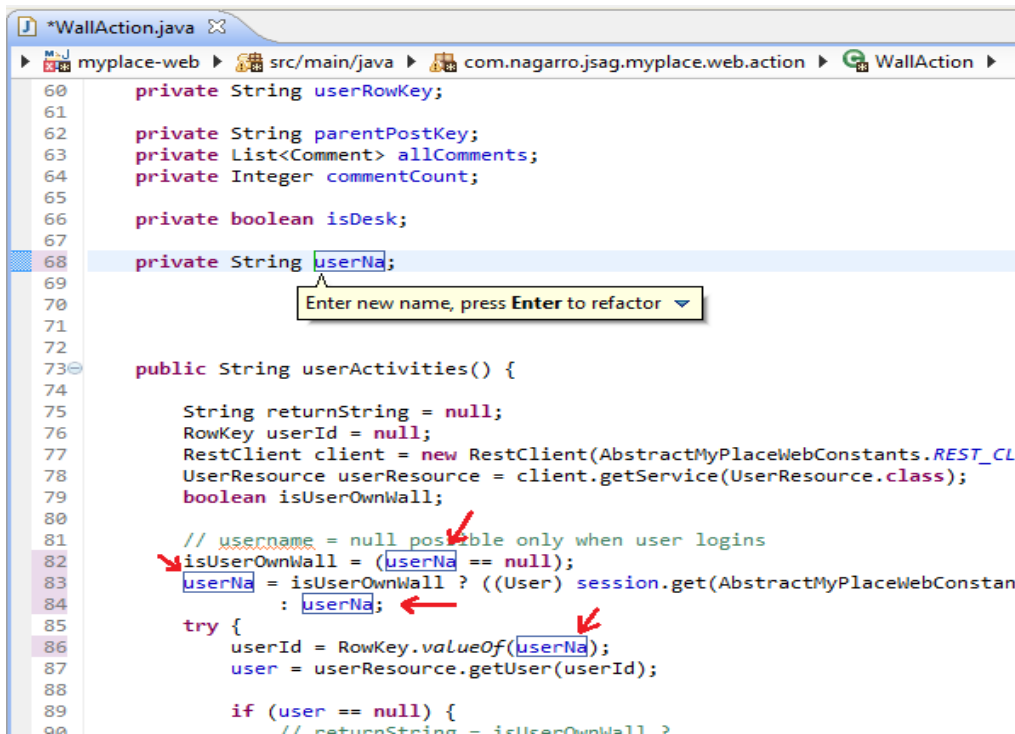 *WallAction.java
myplace-web src/main/java com.nagarro.jsag.myplace.web.action WallAction
60 private String userRowKey;
61
62 private String parentPostKey;
63 private List<Comment> allComments;
64 private Integer commentCount;
65
66 private boolean isDesk;
67
68 private String userNa;
69
Enter new name, press Enter to refactor
70
71
72
73 public String userActivities() {
74
75 String returnString = null;
76 RowKey userId = null;
77 RestClient client = new RestClient(AbstractMyPlaceWebConstants.REST_CL
78 UserResource userResource = client.getService(UserResource.class);
79 boolean isUserOwnWall;
80
81 // username = null possible only when user logins
82 isUserOwnWall = (userNa == null);
83 userNa = isUserOwnWall ? ((User) session.get(AbstractMyPlaceWebConstan
84 : userNa;
85 try {
86 userId = RowKey.valueOf(userNa);
87 user = userResource.getUser(userId);
88
89 if (user == null) {
90 // returnString = isUserOwnWall ?